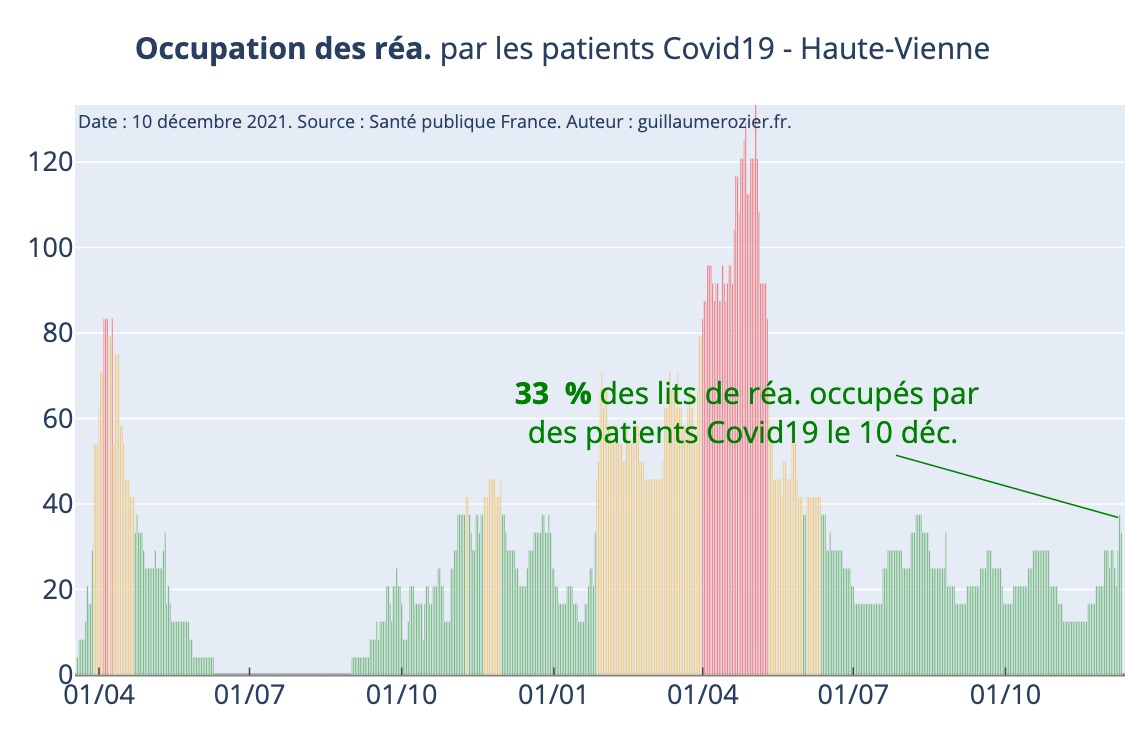 Occupation des réa. par les patients Covid19 - Haute-Vienne
Date : 10 décembre 2021. Source : Santé publique France. Auteur : guillaumerozier.fr.
120
100
80
60
40
20
0
33  % des lits de réa. occupés par
des patients Covid19 le 10 déc.
01/04 01/07 01/10 01/01 01/04 01/07 01/10